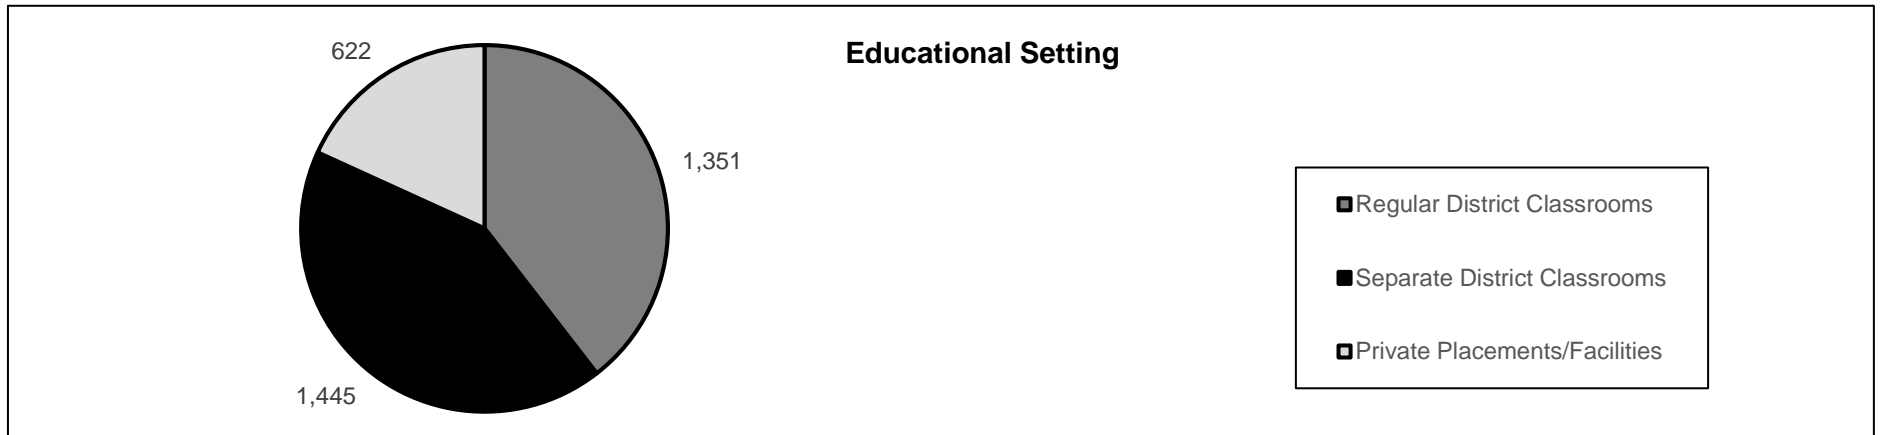 Educational Setting
622
1,351
1,445
Regular District Classrooms
Separate District Classrooms
Private Placements/Facilities